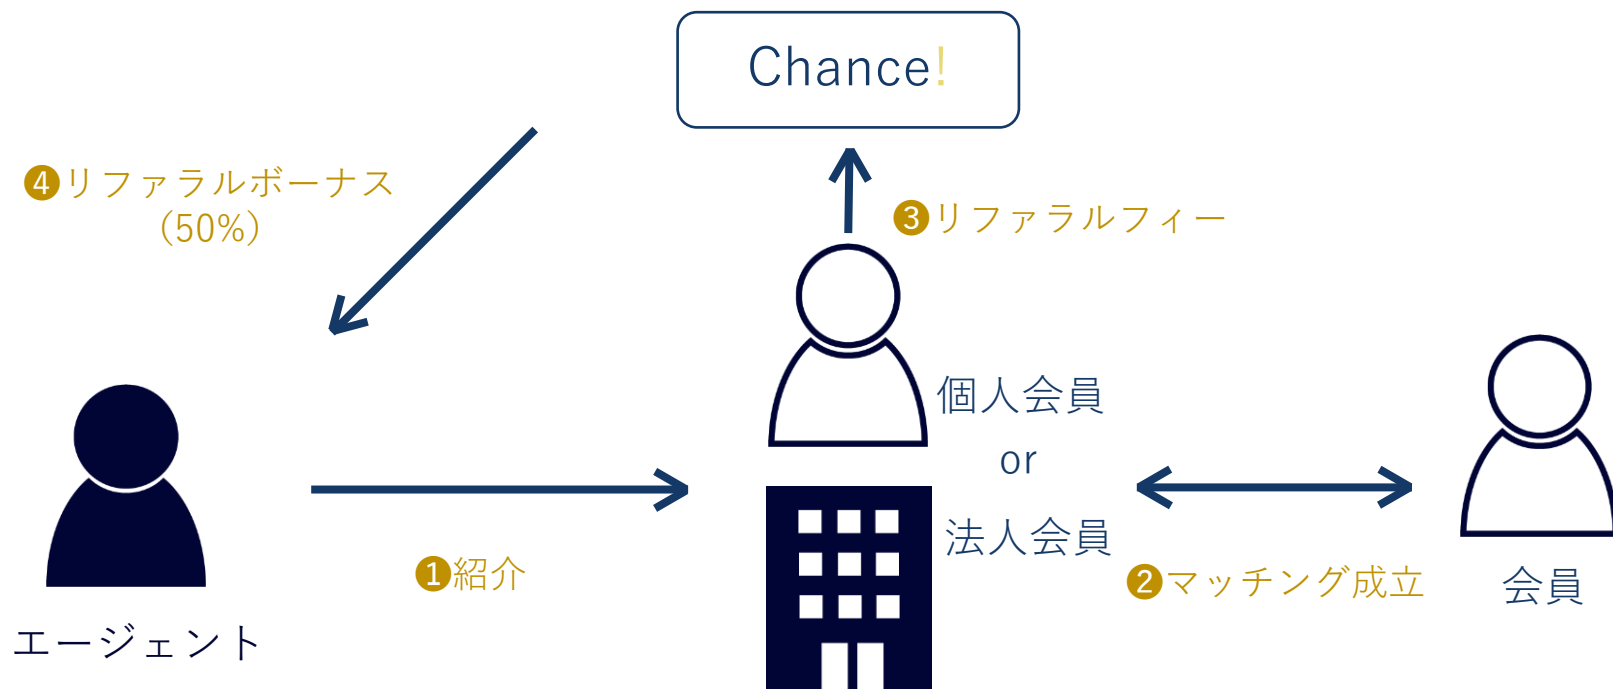 Chance!
❹リファラルボーナス
(50%)
❸リファラルフィー
個人会員
or
法人会員
❶紹介
❷マッチング成立
会員
エージェント